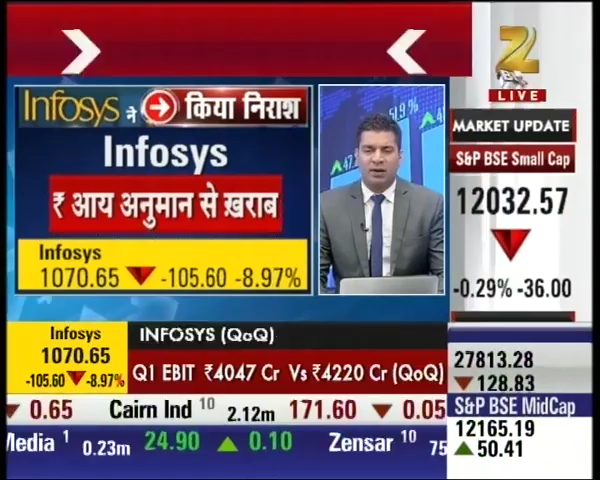 Z
LIVE
Infosys ने किया निराश
Infosys
₹ आय अनुमान से ख़राब
Infosys
1070.65 -105.60 -8.97%
51.9%
MARKET UPDATE
S&P BSE Small Cap
12032.57
-0.29% -36.00
Infosys
1070.65
-105.60 -8.97%
INFOSYS (QoQ)
Q1 EBIT ₹4047 Cr Vs ₹4220 Cr (QoQ)
27813.28
128.83
S&P BSE MidCap
12165.19
50.41
0.65 Cairn Ind 10 2.12m 171.60 0.05
Media 1 0.23m 24.90 0.10 Zensar 10 75